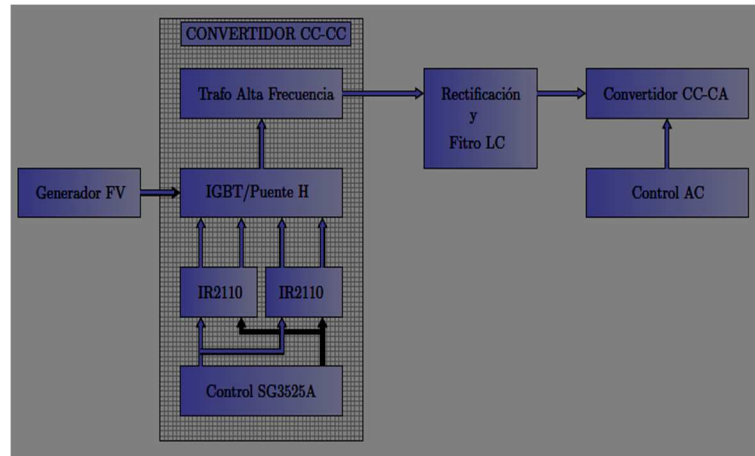 CONVERTIDOR CC-CC
Trafo Alta Frecuencia
Rectificación
y
Fitro LC
Convertidor CC-CA
Generador FV
IGBT/Puente H
Control AC
IR2110
IR2110
Control SG3525A